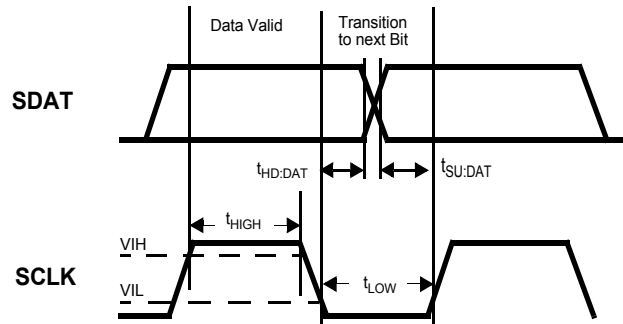 Data Valid
Transition
to next Bit
SDAT
tHD:DAT
tSU:DAT
tHIGH
VIH
SCLK
VIL
tLOW